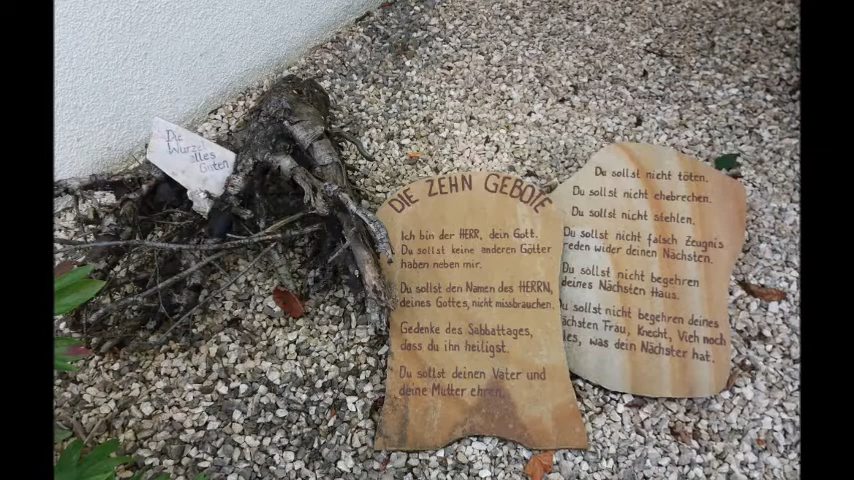 Die
Wurzel
alles
Guten
DIE ZEHN GEBOTE
Ich bin der HERR, dein Gott.
Du sollst keine anderen Götter
haben neben mir.
Du sollst den Namen des HERRN,
deines Gottes, nicht missbrauchen.
Gedenke des Sabbattages,
dass du ihn heiligst.
Du sollst deinen Vater und
deine Mutter ehren.
Du sollst nicht töten.
Du sollst nicht ehebrechen.
Du sollst nicht stehlen.
Du sollst nicht falsch Zeugnis
reden wider deinen Nächsten.
Du sollst nicht begehren
deines Nächsten Haus.
sollst nicht begehren deines
Frau, Knecht, Vieh noch
was dein Nächster hat.